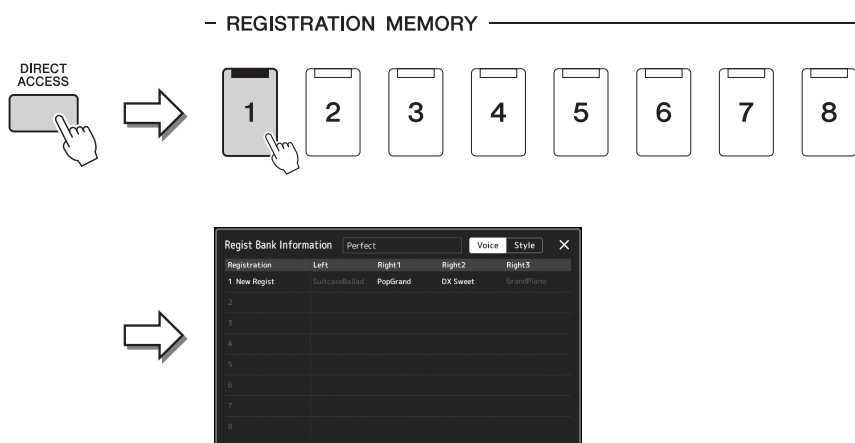 REGISTRATION MEMORY
DIRECT
ACCESS
1 2 3 4 5 6 7 8
Regist Bank Information Perfect Voice Style ×
Registration Left Right1 Right2 Right3
1 New Regist SuitcaseBallad PopGrand DX Sweet GrandPiano
2
3
4
5
6
7
8